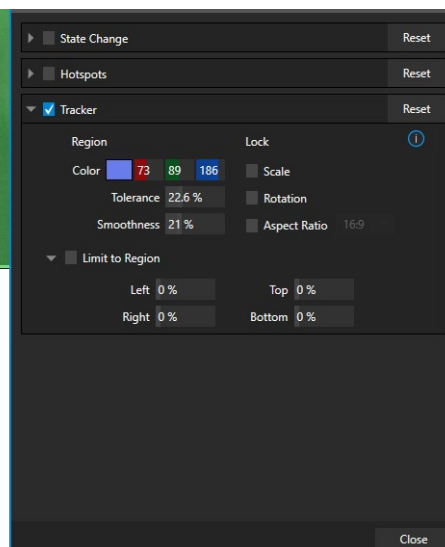 State Change Reset
Hotspots Reset
Tracker Reset
Region Lock
Color 73 89 186 Scale
Tolerance 22.6 % Rotation
Smoothness 21 % Aspect Ratio 16:9
Limit to Region
Left 0 % Top 0 %
Right 0 % Bottom 0 %
Close